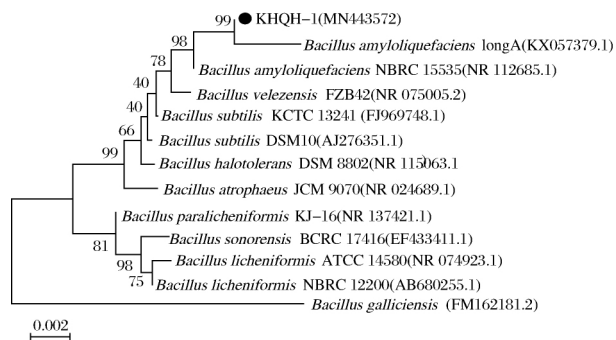 99
KHQH-1(MN443572)
98
Bacillus amyloliquefaciens longA(KX057379.1)
78
Bacillus amyloliquefaciens NBRC 15535(NR 112685.1)
40
Bacillus velezensis FZB42(NR 075005.2)
40
Bacillus subtilis KCTC 13241 (FJ969748.1)
66
Bacillus subtilis DSM10(AJ276351.1)
99
Bacillus halotolerans DSM 8802(NR 115063.1
Bacillus atrophaeus JCM 9070(NR 024689.1)
Bacillus paralicheniformis KJ-16(NR 137421.1)
81
Bacillus sonorensis BCRC 17416(EF433411.1)
98
Bacillus licheniformis ATCC 14580(NR 074923.1)
75
Bacillus licheniformis NBRC 12200(AB680255.1)
Bacillus galliciensis (FM162181.2)
0.002